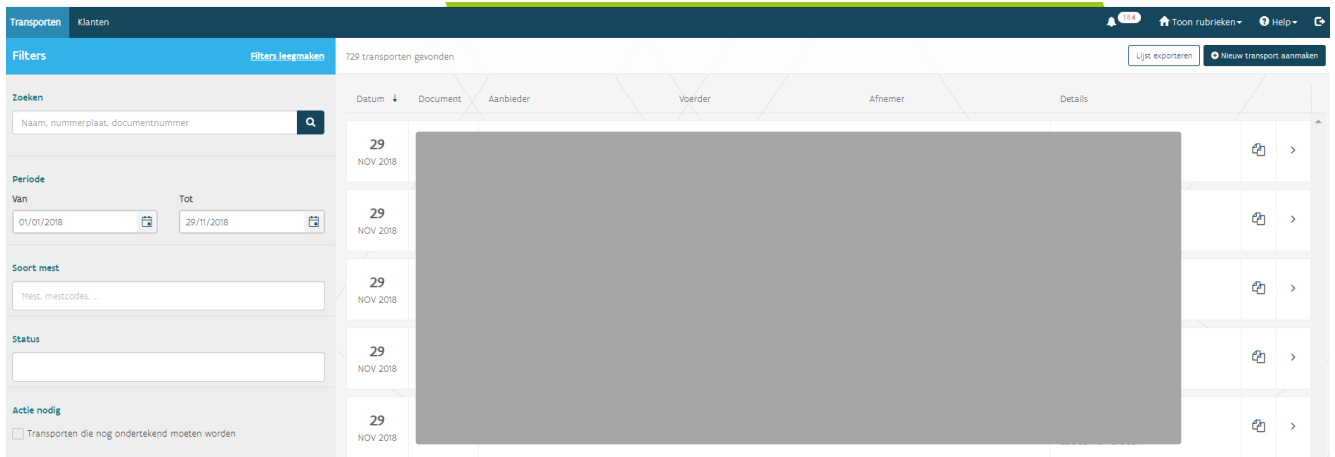 Transporten Klanten 184 Toon rubrieken Help
Filters Filters leegmaken 729 transporten gevonden Lijst exporteren Nieuw transport aanmaken
Zoeken
Datum Document Aanbieder Voerder Afnemer Details
Naam, nummerplaat, documentnummer
29
NOV 2018
Periode
Van Tot
01/01/2018 29/11/2018
29
NOV 2018
Soort mest
Mest, mestcodes, ...
29
NOV 2018
Status
29
NOV 2018
Actie nodig
Transporten die nog ondertekend moeten worden
29
NOV 2018